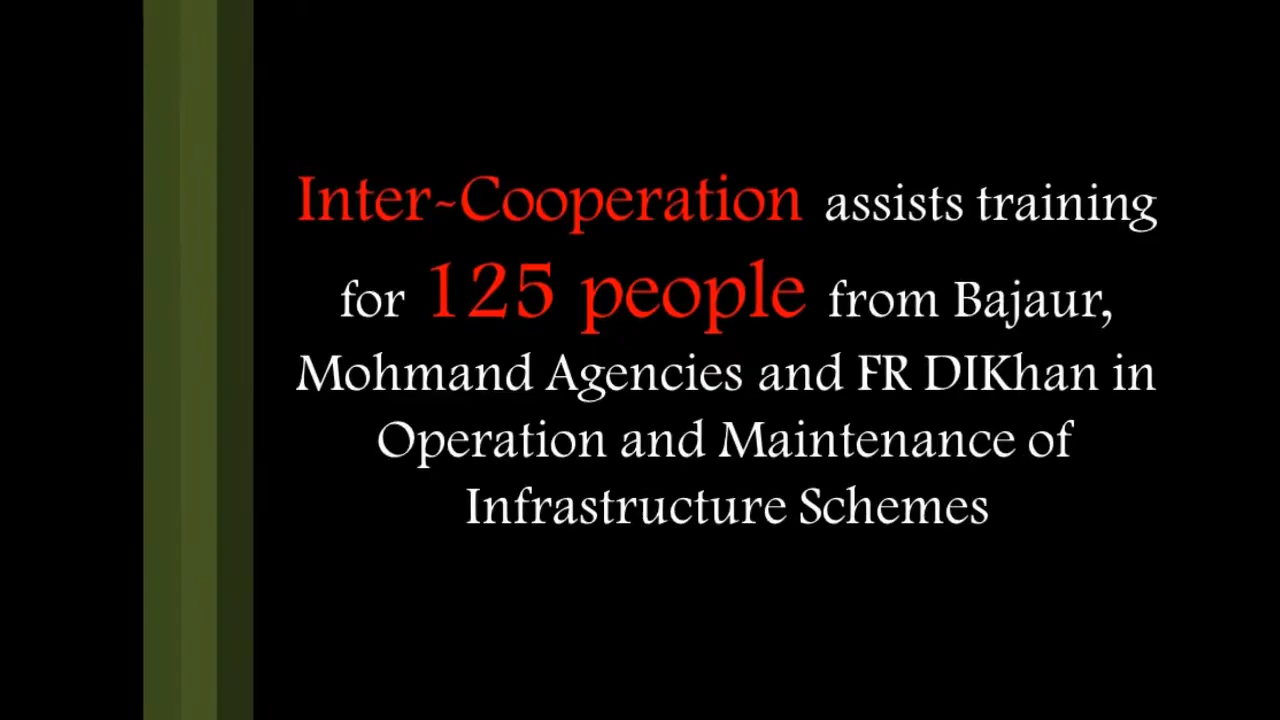 Inter-Cooperation assists training
for 125 people from Bajaur,
Mohmand Agencies and FR DIKhan in
Operation and Maintenance of
Infrastructure Schemes